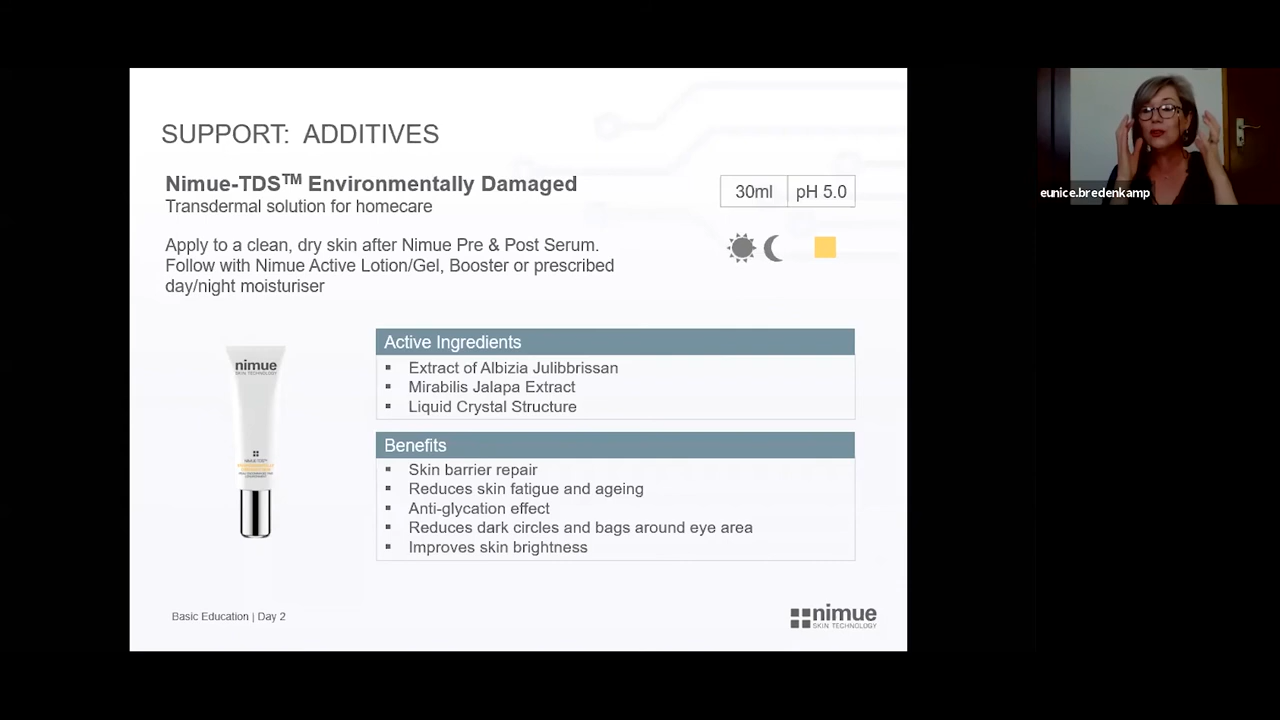 SUPPORT: ADDITIVES
Nimue-TDS™ Environmentally Damaged
Transdermal solution for homecare
30ml
pH 5.0
Apply to a clean, dry skin after Nimue Pre & Post Serum.
Follow with Nimue Active Lotion/Gel, Booster or prescribed
day/night moisturiser
nimue
SKIN TECHNOLOGY
NIMUE-TDS™
Active Ingredients
Extract of Albizia Julibbrissan
Mirabilis Jalapa Extract
Liquid Crystal Structure
Benefits
Skin barrier repair
Reduces skin fatigue and ageing
Anti-glycation effect
Reduces dark circles and bags around eye area
Improves skin brightness
Basic Education | Day 2
nimue
SKIN TECHNOLOGY
eunice.bredenkamp